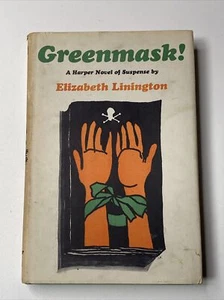 Greenmask!
A Harper Novel of Suspense by
Elizabeth Linington